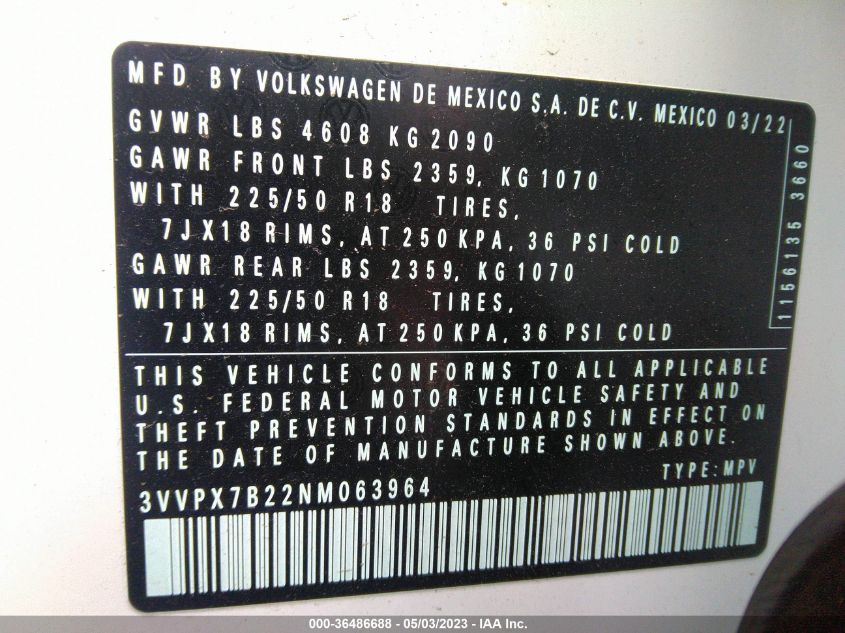 MFD BY VOLKSWAGEN DE MEXICO S.A. DE C.V. MEXICO 03/22
GVWR LBS 4608 KG 2090
GAWR FRONT LBS 2359, KG 1070
WITH 225/50 R18 TIRES,
7JX18 RIMS, AT 250 KPA, 36 PSI COLD
GAWR REAR LBS 2359, KG 1070
WITH 225/50 R18 TIRES,
7JX18 RIMS, AT 250 KPA, 36 PSI COLD
1156135 3660
THIS VEHICLE CONFORMS TO ALL APPLICABLE
U.S. FEDERAL MOTOR VEHICLE SAFETY AND
THEFT PREVENTION STANDARDS IN EFFECT ON
THE DATE OF MANUFACTURE SHOWN ABOVE.
TYPE: MPV
3VVPX7B22NM063964
000-36486688 - 05/03/2023 - IAA Inc.